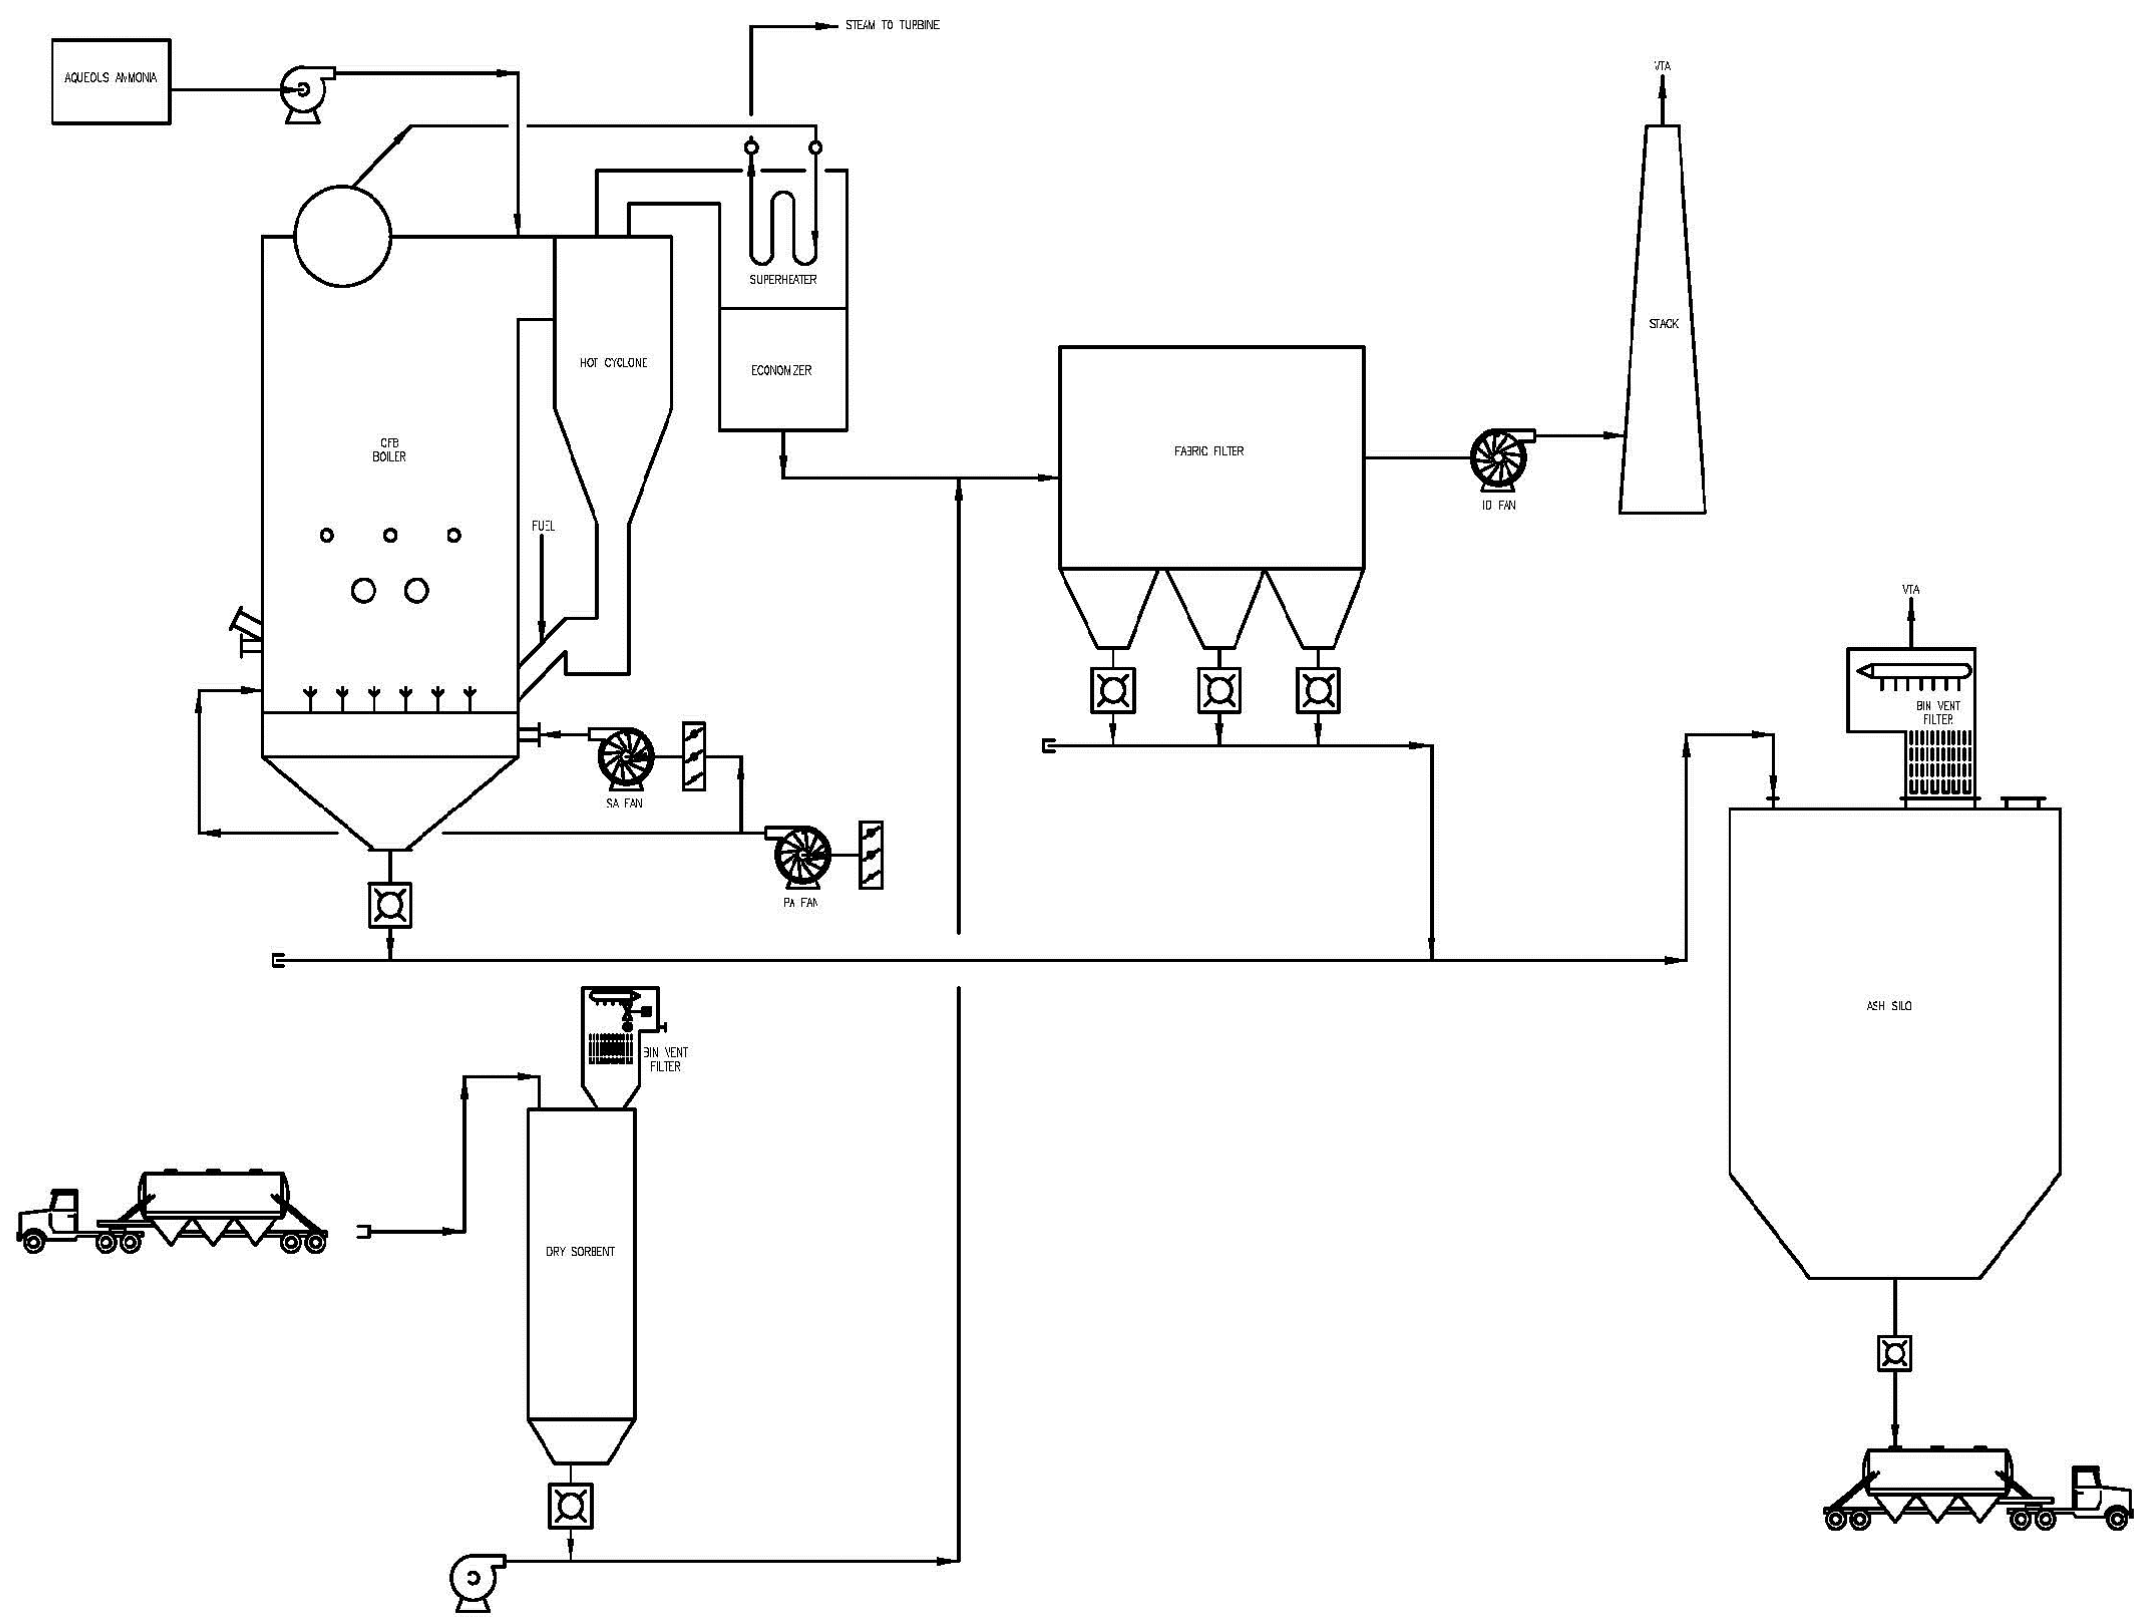 STEAM TO TURBINE
AQUEOLS AMMONIA
VTA
SUPERHEATER
STACK
HOT CYCLONE
ECONOMIZER
CFB
BOILER
FABRIC FILTER
ID FAN
FUEL
VTA
BIN VENT
FILTER
SA FAN
PA FAN
ASH SILO
BIN VENT
FILTER
DRY SORBENT